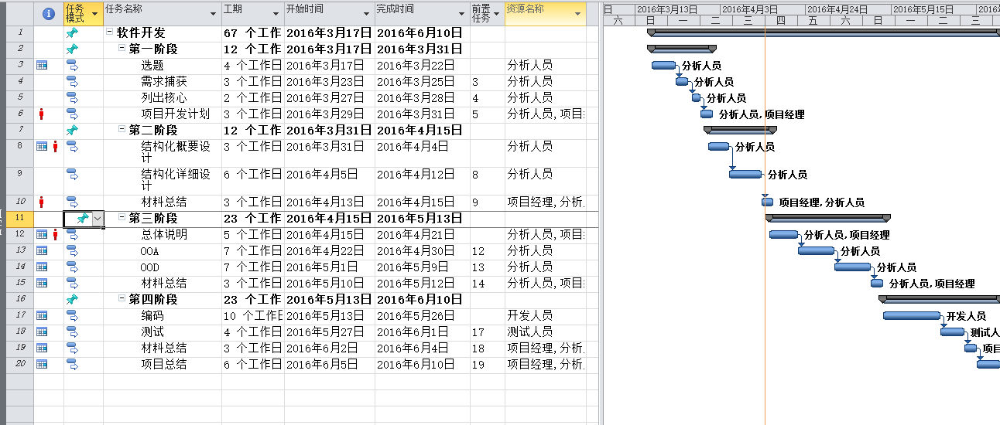 任务模式 任务名称 工期 开始时间 完成时间 前置任务 资源名称
日 2016年3月13日 2016年4月3日 2016年4月24日 2016年5月15日 2016
六 日 一 二 三 四 五 六 日 一 二 三
1 软件开发 67 个工作 2016年3月17日 2016年6月10日
2 第一阶段 12 个工作 2016年3月17日 2016年3月31日
3 选题 4 个工作日 2016年3月17日 2016年3月22日 分析人员 分析人员
4 需求捕获 3 个工作日 2016年3月23日 2016年3月25日 3 分析人员 分析人员
5 列出核心 2 个工作日 2016年3月27日 2016年3月28日 4 分析人员 分析人员
6 项目开发计划 3 个工作日 2016年3月29日 2016年3月31日 5 分析人员,项目 分析人员,项目经理
7 第二阶段 12 个工作 2016年3月31日 2016年4月15日
8 结构化概要设计 3 个工作日 2016年3月31日 2016年4月4日 分析人员 分析人员
9 结构化详细设计 6 个工作日 2016年4月5日 2016年4月12日 8 分析人员 分析人员
10 材料总结 3 个工作日 2016年4月13日 2016年4月15日 9 项目经理,分析 项目经理,分析人员
11 第三阶段 23 个工作 2016年4月15日 2016年5月13日
12 总体说明 5 个工作日 2016年4月15日 2016年4月21日 分析人员,项目 分析人员,项目经理
13 OOA 7 个工作日 2016年4月22日 2016年4月30日 12 分析人员 分析人员
14 OOD 7 个工作日 2016年5月1日 2016年5月9日 13 分析人员 分析人员
15 材料总结 3 个工作日 2016年5月10日 2016年5月12日 14 分析人员,项目 分析人员,项目经理
16 第四阶段 23 个工作 2016年5月13日 2016年6月10日
17 编码 10 个工作日 2016年5月13日 2016年5月26日 开发人员 开发人员
18 测试 4 个工作日 2016年5月27日 2016年6月1日 17 测试人员 测试人
19 材料总结 3 个工作日 2016年6月2日 2016年6月4日 18 项目经理,分析 项目
20 项目总结 6 个工作日 2016年6月5日 2016年6月10日 19 项目经理,分析